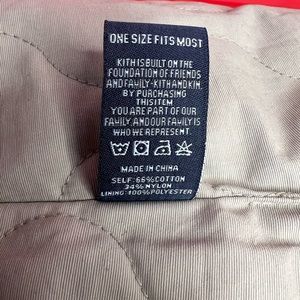 ONE SIZE FITS MOST
KITH IS BUILT ON THE
FOUNDATION OF FRIENDS
AND FAMILY-KITH AND KIN.
BY PURCHASING
THIS ITEM
YOU ARE PART OF OUR
FAMILY. AND OUR FAMILY IS
WHO WE REPRESENT.
MADE IN CHINA
SELF: 66%COTTON
34%NYLON
LINING: 100%POLYESTER